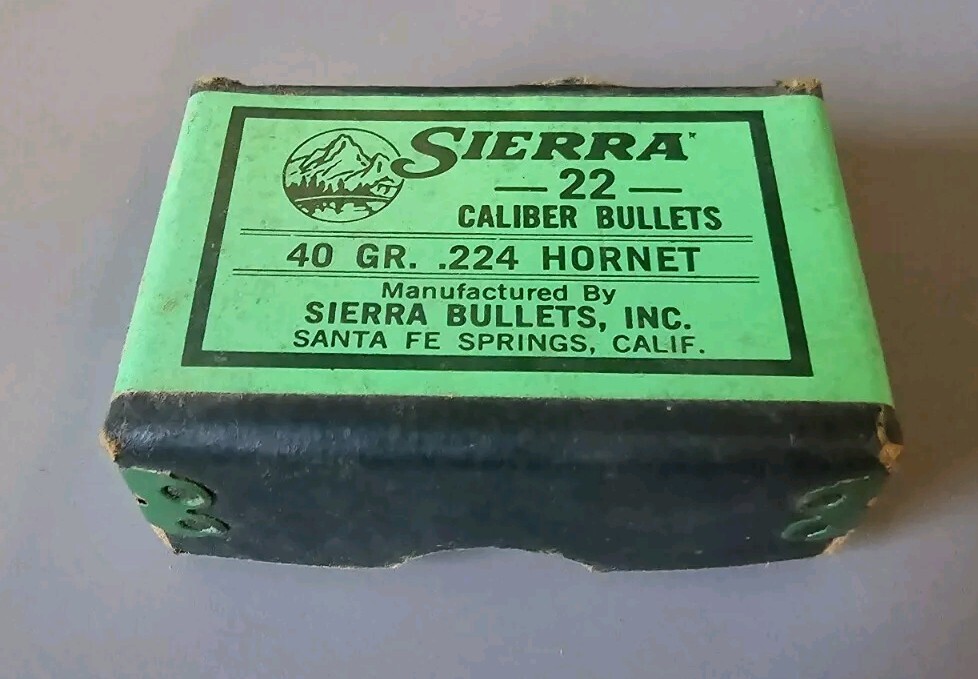 SIERRA
— 22 —
CALIBER BULLETS
40 GR. .224 HORNET
Manufactured By
SIERRA BULLETS, INC.
SANTA FE SPRINGS, CALIF.